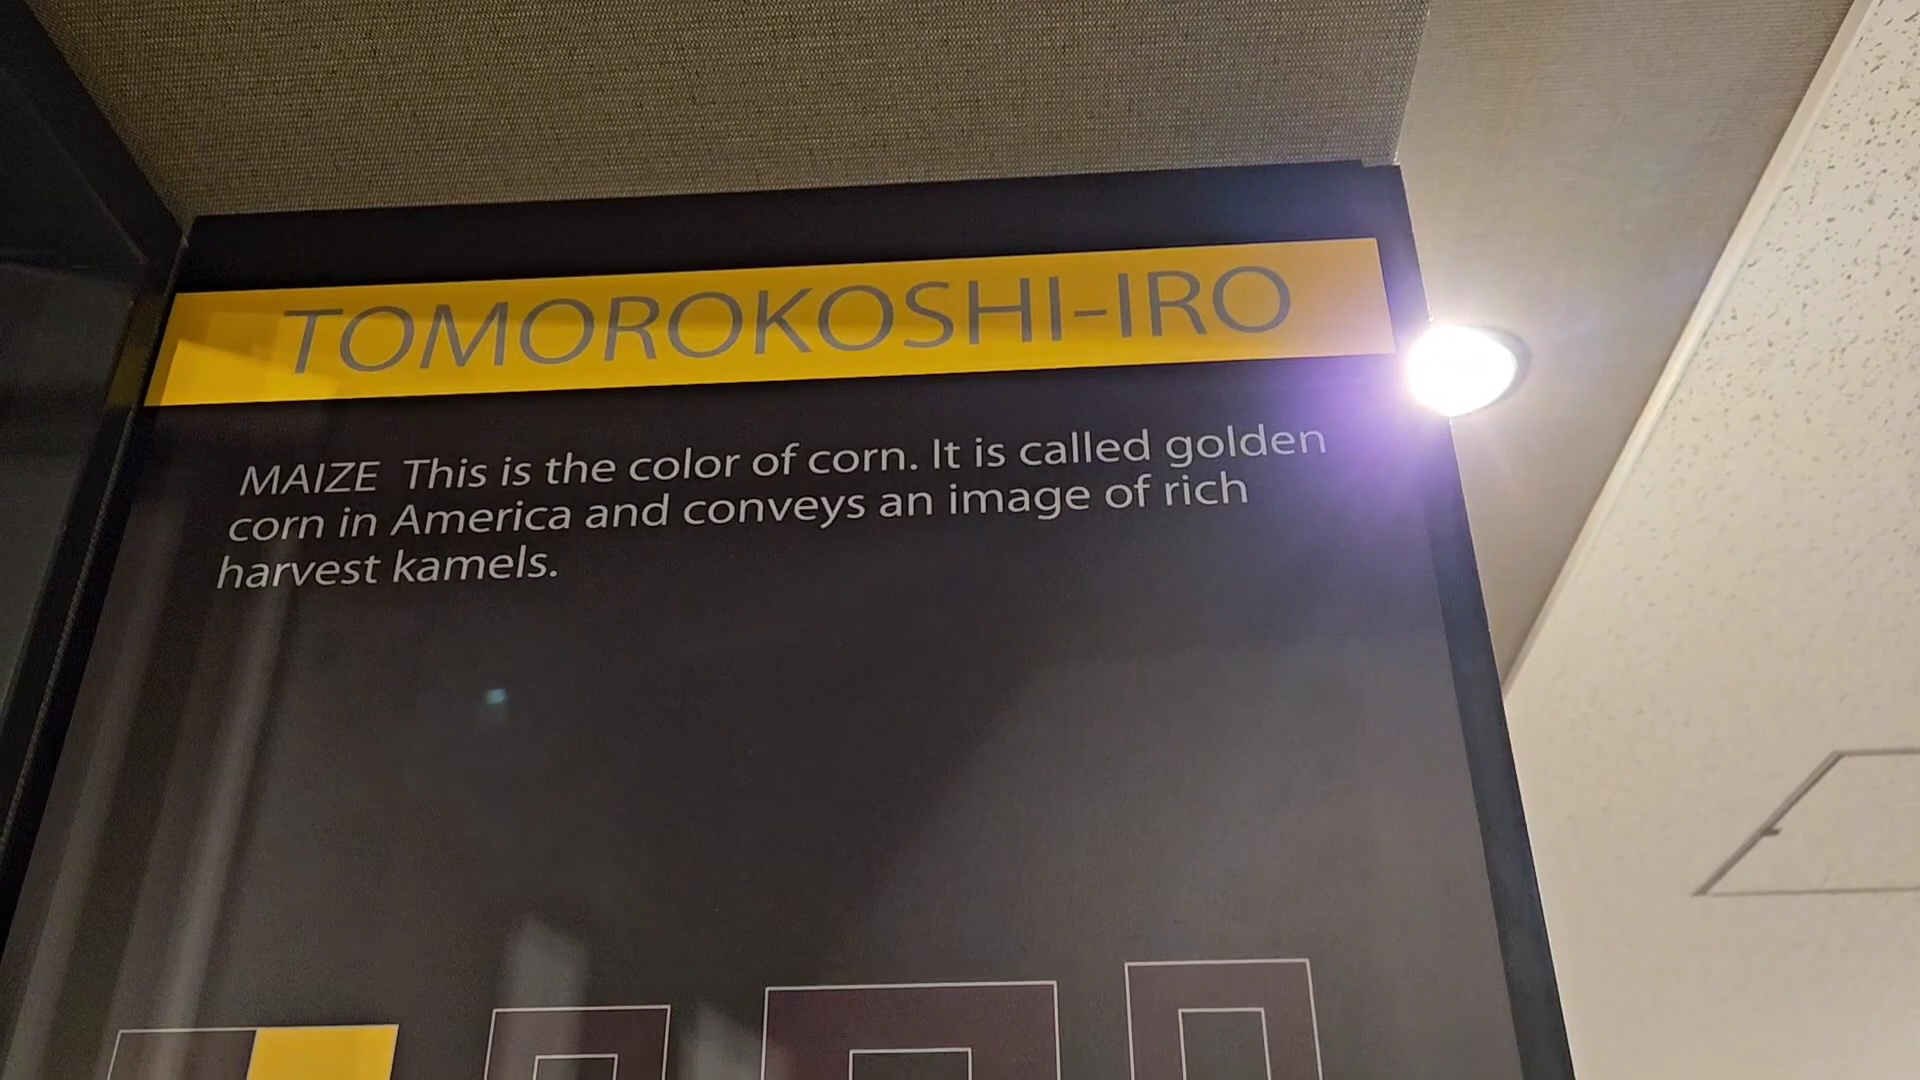 TOMOROKOSHI-IRO
MAIZE This is the color of corn. It is called golden
corn in America and conveys an image of rich
harvest kamels.